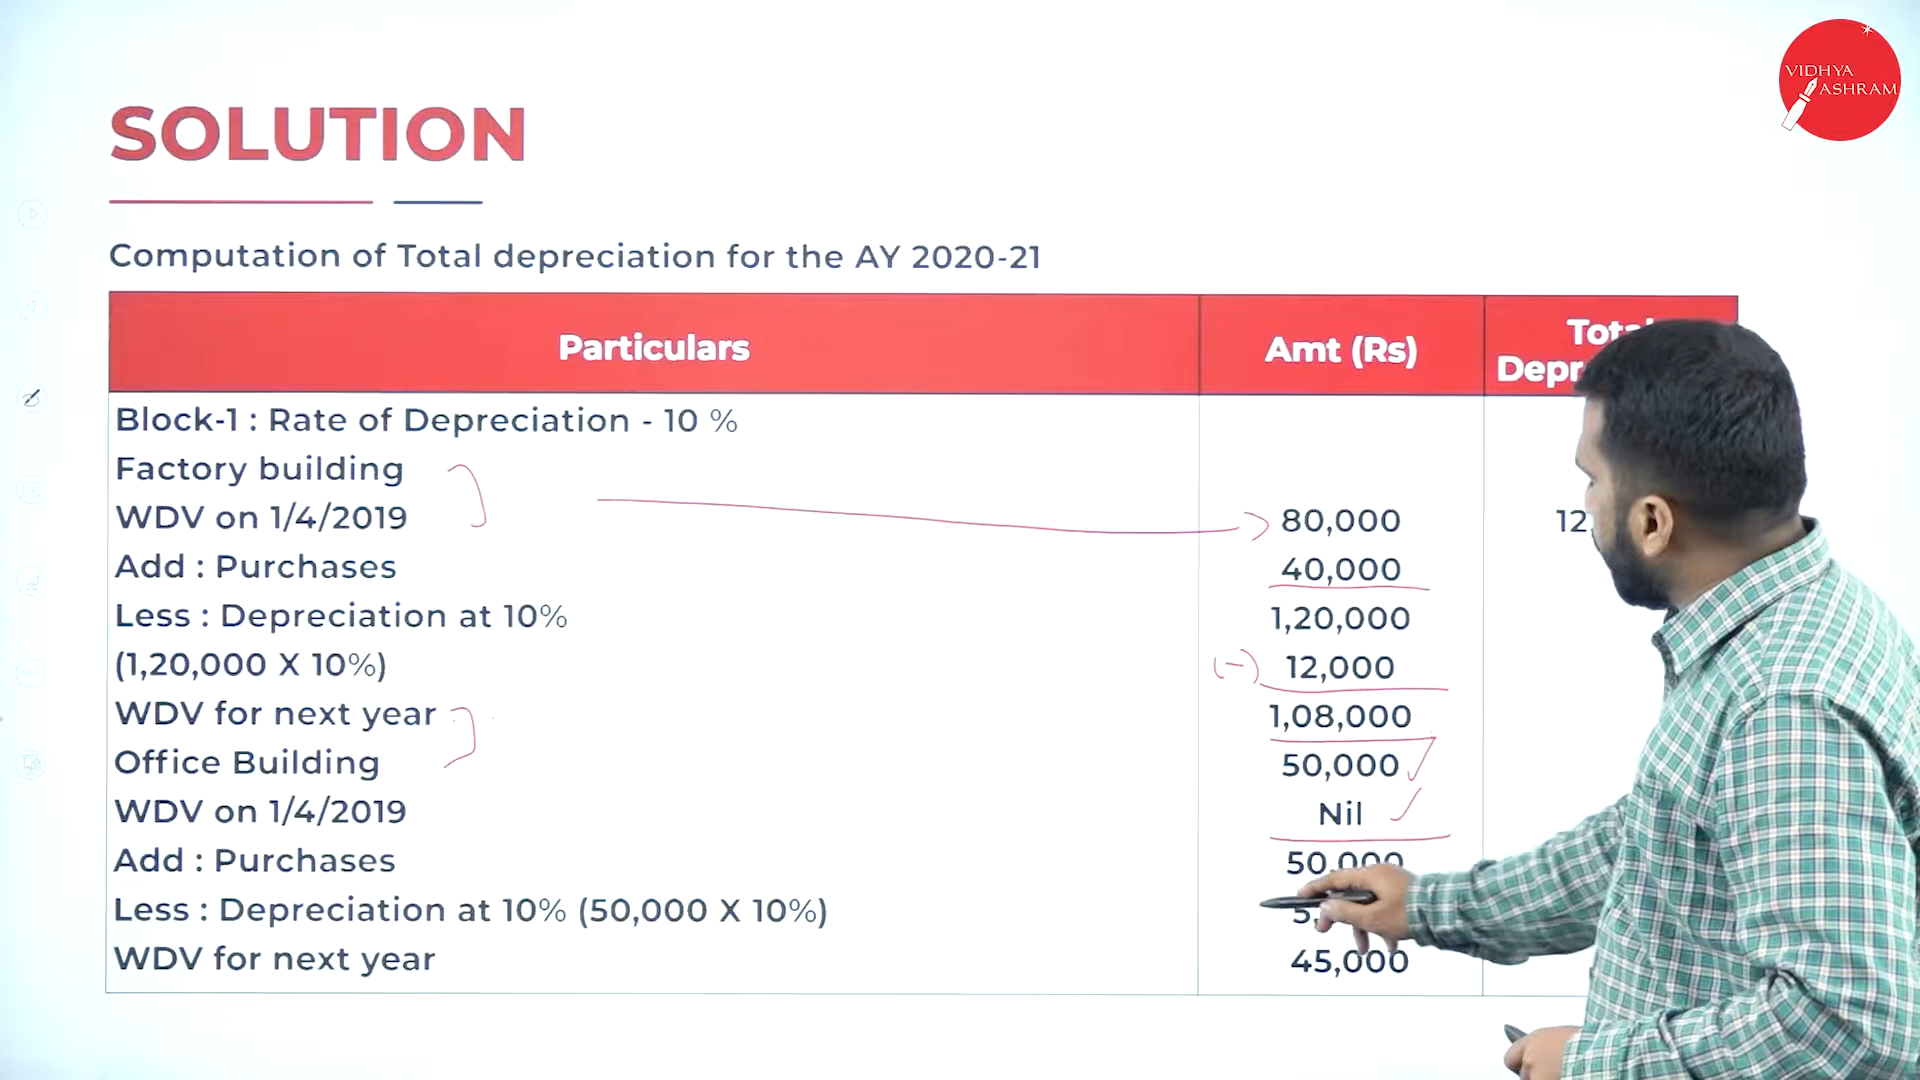 VIDHYA
ASHRAM
SOLUTION
Computation of Total depreciation for the AY 2020-21
Particulars
Amt (Rs)
Block-1 : Rate of Depreciation - 10 %
Factory building
WDV on 1/4/2019 80,000
Add : Purchases 40,000
Less : Depreciation at 10% 1,20,000
(1,20,000 X 10%) (-) 12,000
WDV for next year 1,08,000
Office Building 50,000
WDV on 1/4/2019 Nil
Add : Purchases 50,000
Less : Depreciation at 10% (50,000 X 10%)
WDV for next year 45,000